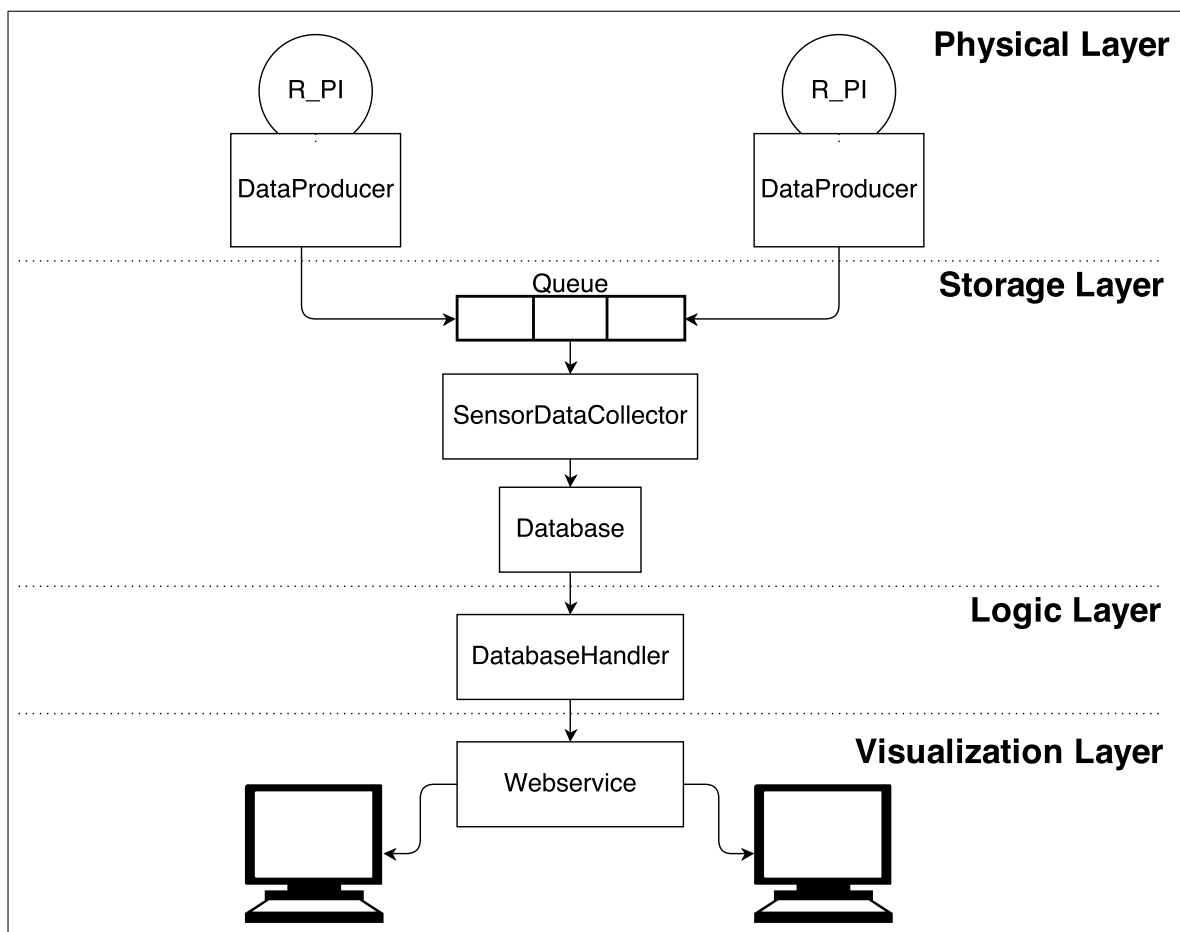 Physical Layer
R_PI
R_PI
DataProducer
DataProducer
Storage Layer
Queue
SensorDataCollector
Database
Logic Layer
DatabaseHandler
Visualization Layer
Webservice